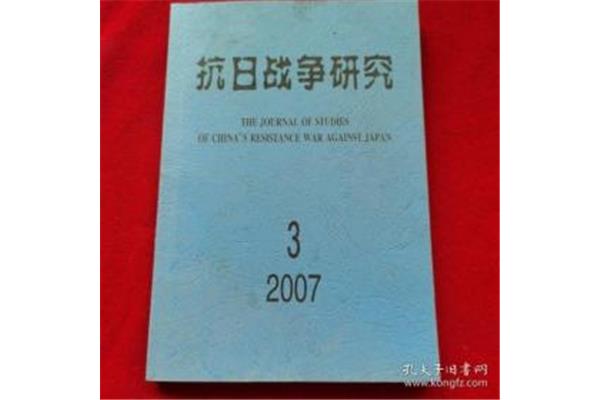 抗日战争研究
THE JOURNAL OF STUDIES
OF CHINA'S RESISTANCE WAR AGAINST JAPAN
3
2007
孔夫子旧书网
www.kongfz.com